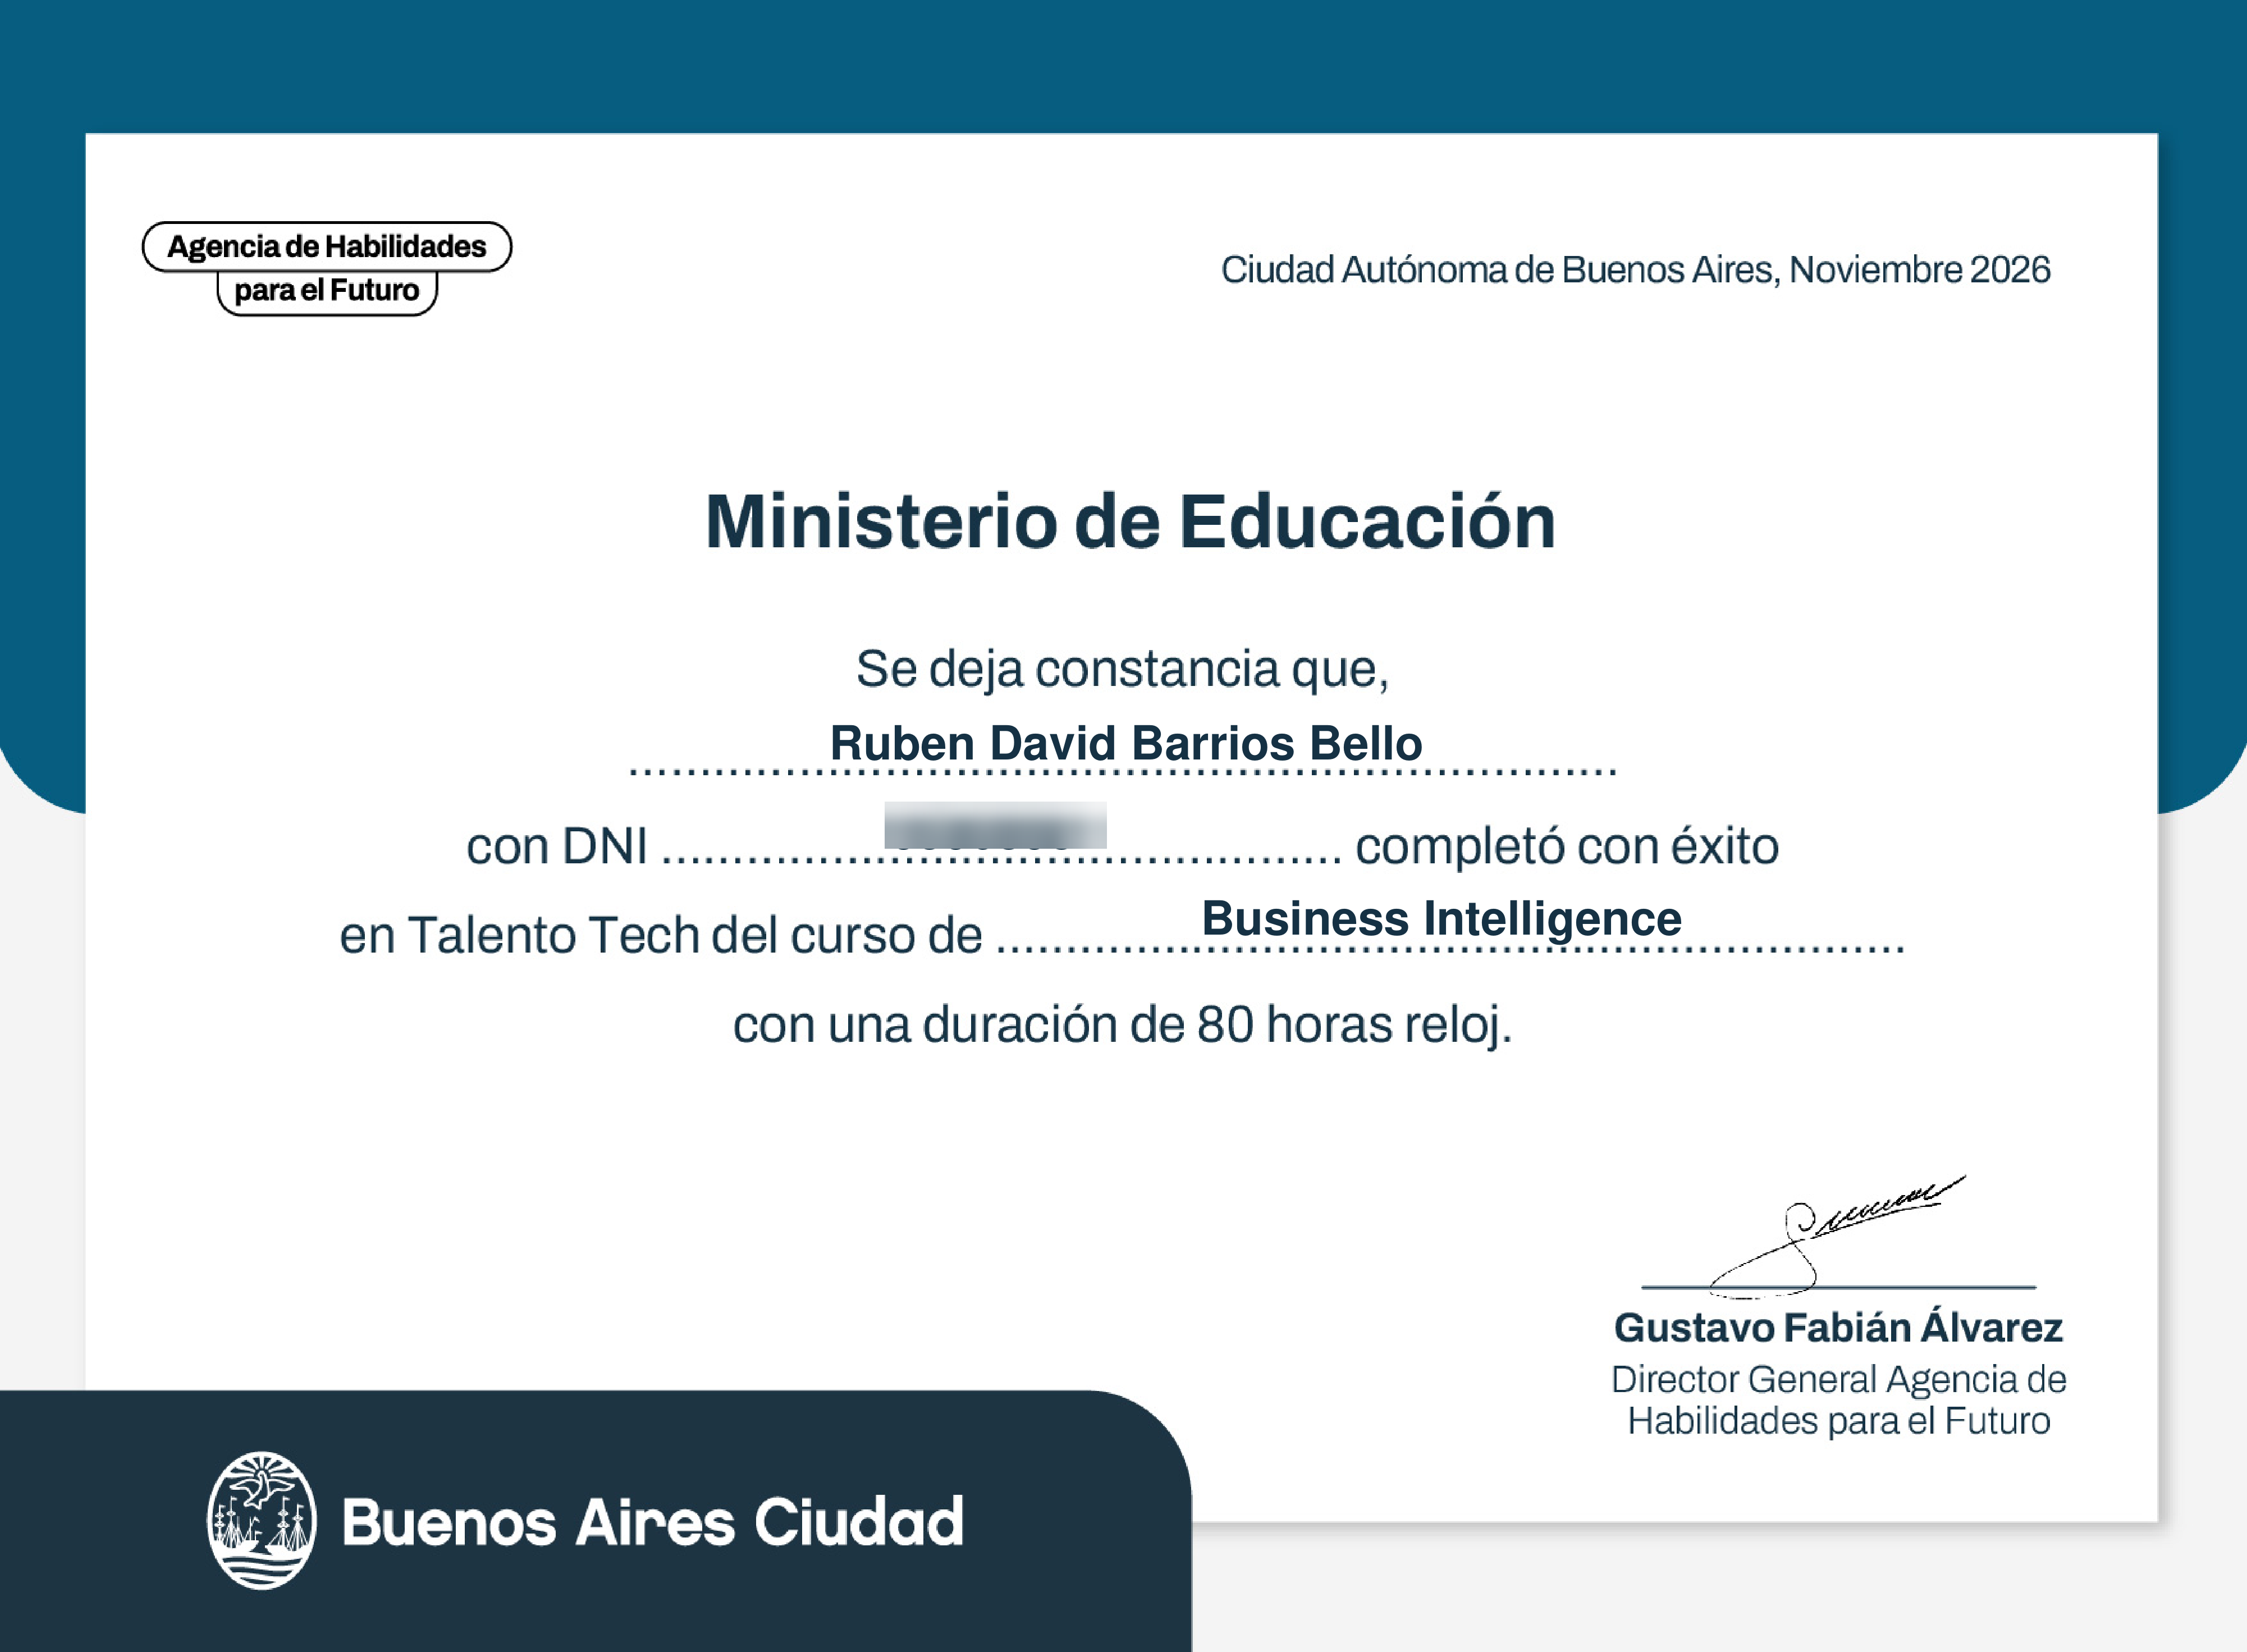 Agencia de Habilidades
para el Futuro
Ciudad Autónoma de Buenos Aires, Noviembre 2026
Ministerio de Educación
Se deja constancia que,
Ruben David Barrios Bello
con DNI ................................................ completó con éxito
en Talento Tech del curso de Business Intelligence
con una duración de 80 horas reloj.
Gustavo Fabián Álvarez
Director General Agencia de
Habilidades para el Futuro
Buenos Aires Ciudad